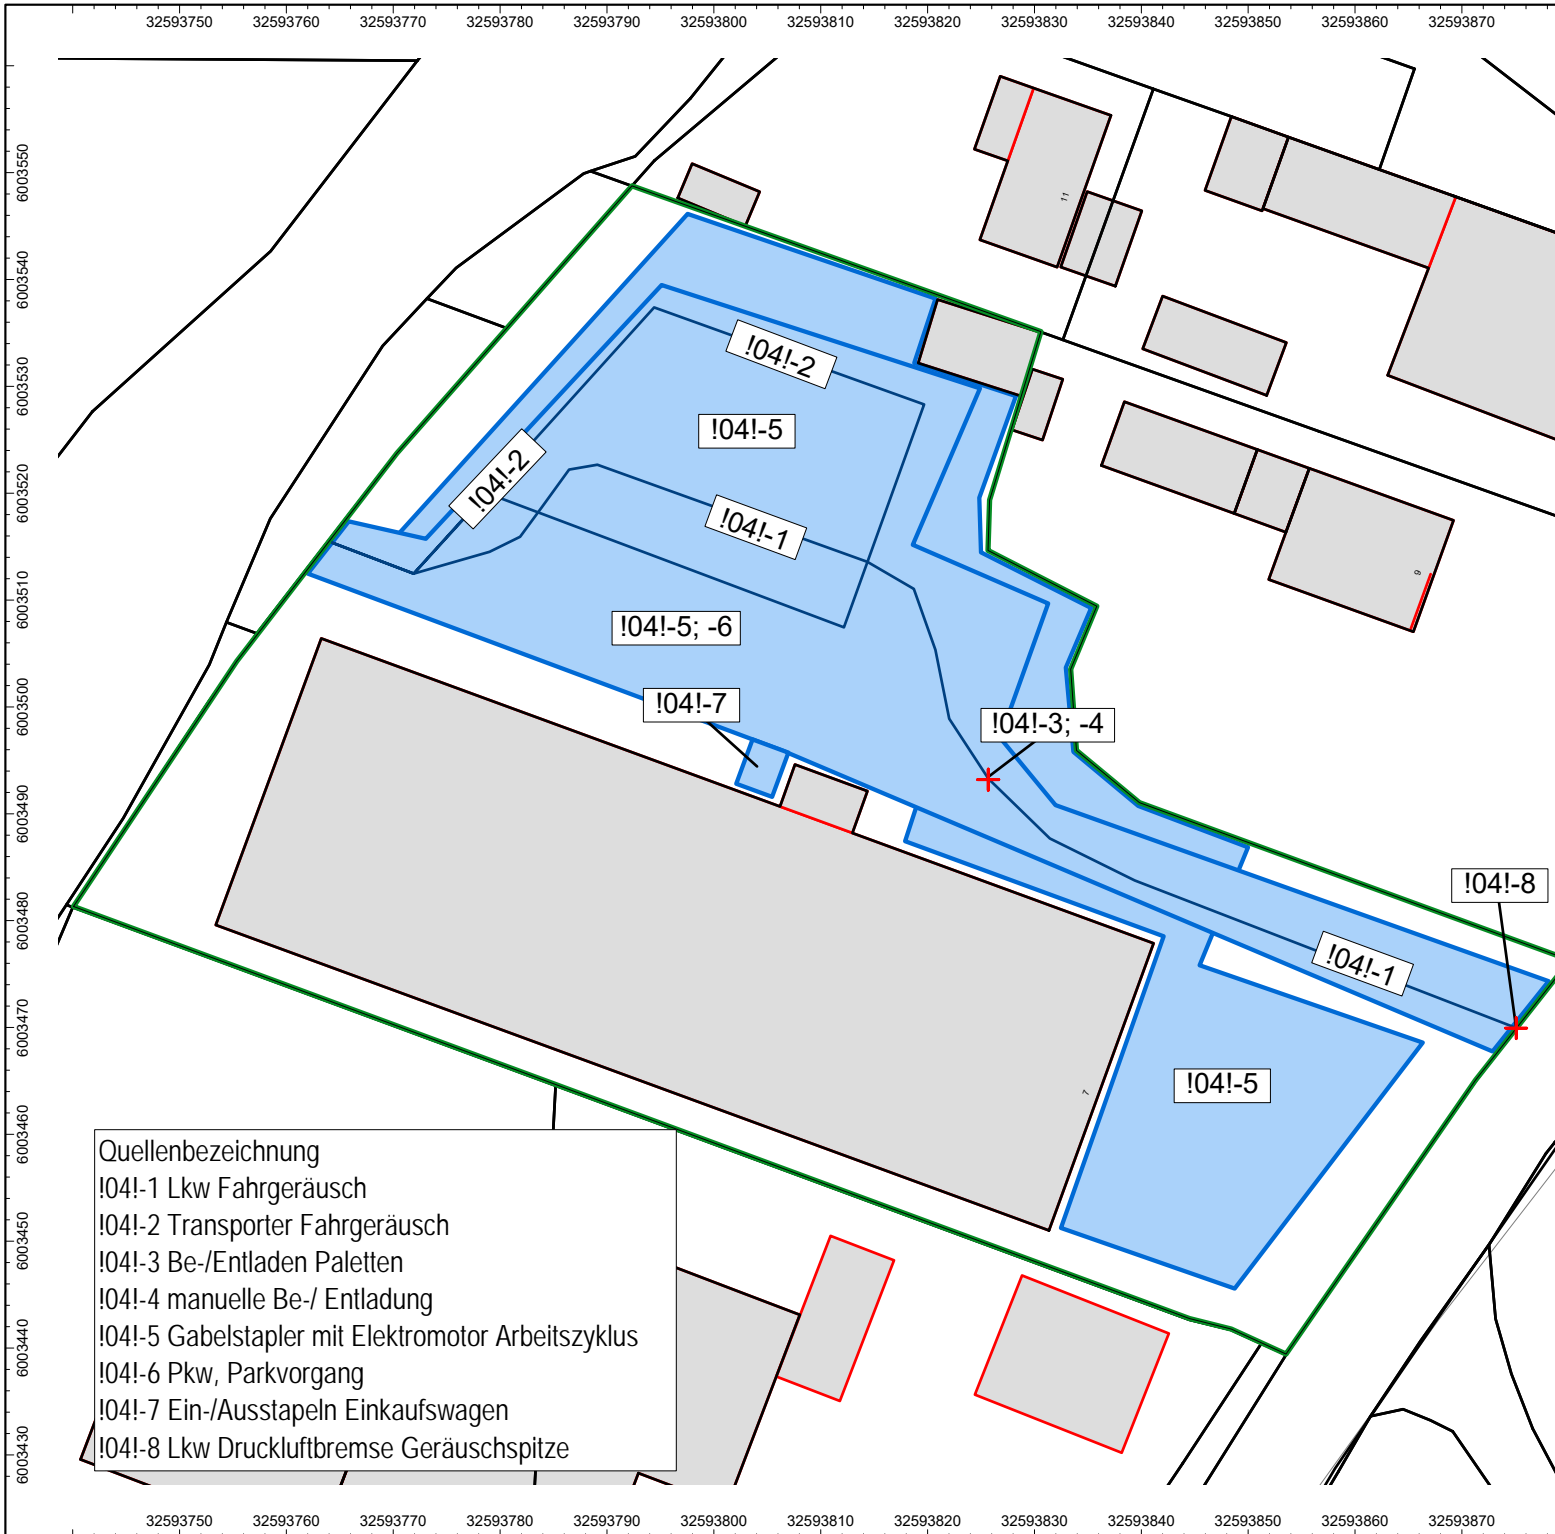 32593750 32593760 32593770 32593780 32593790 32593800 32593810 32593820 32593830 32593840 32593850 32593860 32593870
6003550
6003540
6003530
6003520
6003510
6003500
6003490
6003480
6003470
6003460
6003450
6003440
6003430
11
!04!-2
!04!-5
!04!-2
!04!-1
9
!04!-5; -6
!04!-7
!04!-3; -4
!04!-8
!04!-1
!04!-5
7
Quellenbezeichnung
!04!-1 Lkw Fahrgeräusch
!04!-2 Transporter Fahrgeräusch
!04!-3 Be-/Entladen Paletten
!04!-4 manuelle Be-/ Entladung
!04!-5 Gabelstapler mit Elektromotor Arbeitszyklus
!04!-6 Pkw, Parkvorgang
!04!-7 Ein-/Ausstapeln Einkaufswagen
!04!-8 Lkw Druckluftbremse Geräuschspitze
32593750 32593760 32593770 32593780 32593790 32593800 32593810 32593820 32593830 32593840 32593850 32593860 32593870